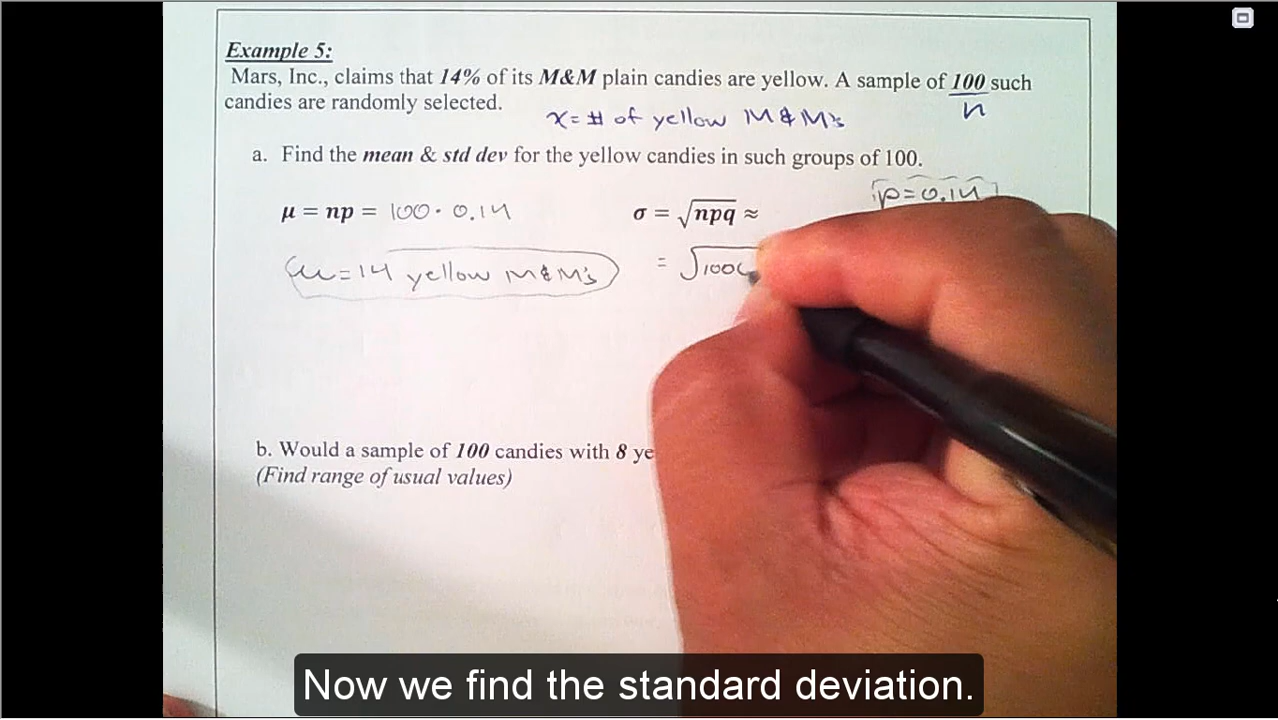 Example 5:
Mars, Inc., claims that 14% of its M&M plain candies are yellow. A sample of 100 such
candies are randomly selected.
n
x = # of yellow M & M's
a. Find the mean & std dev for the yellow candies in such groups of 100.
p=0.14
μ = np = 100 · 0.14
σ = √npq ≈
μ=14 yellow M&M's
= √100(
b. Would a sample of 100 candies with 8 ye
(Find range of usual values)
Now we find the standard deviation.